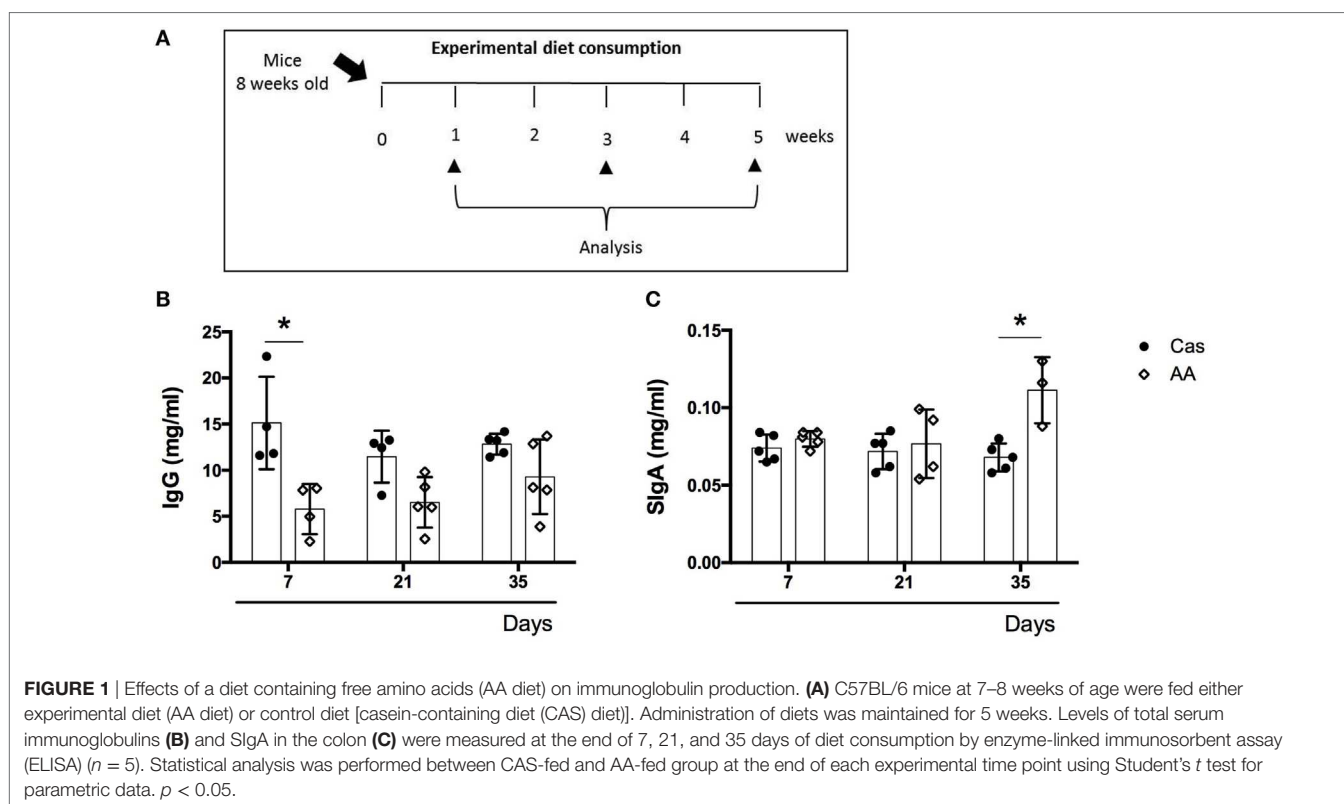 A
Experimental diet consumption
Mice
8 weeks old
0 1 2 3 4 5 weeks
Analysis
B
*
25
20
15
10
5
0
IgG (mg/ml)
7 21 35
Days
C
*
0.15
0.10
0.05
0.00
SIgA (mg/ml)
7 21 35
Days
Cas
AA
FIGURE 1 | Effects of a diet containing free amino acids (AA diet) on immunoglobulin production. (A) C57BL/6 mice at 7–8 weeks of age were fed either
experimental diet (AA diet) or control diet [casein-containing diet (CAS) diet)]. Administration of diets was maintained for 5 weeks. Levels of total serum
immunoglobulins (B) and SIgA in the colon (C) were measured at the end of 7, 21, and 35 days of diet consumption by enzyme-linked immunosorbent assay
(ELISA) (n = 5). Statistical analysis was performed between CAS-fed and AA-fed group at the end of each experimental time point using Student's t test for
parametric data. p < 0.05.